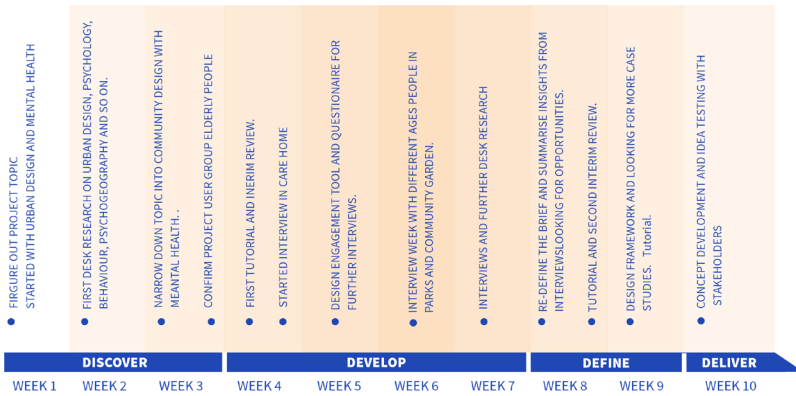 FIRGURE OUT PROJECT TOPIC
STARTED WITH URBAN DESIGN AND MENTAL HEALTH
FIRST DESK RESEARCH ON URBAN DESIGN, PSYCHOLOGY,
BEHAVIOUR, PSYCHOGEOGRAPHY AND SO ON.
NARROW DOWN TOPIC INTO COMMUNITY DESIGN WITH
MEANTAL HEALTH. .
CONFIRM PROJECT USER GROUP ELDERLY PEOPLE
FIRST TUTORIAL AND INERIM REVIEW.
STARTED INTERVIEW IN CARE HOME
DESIGN ENGAGEMENT TOOL AND QUESTIONAIRE FOR
FURTHER INTERVIEWS.
INTERVIEW WEEK WITH DIFFERENT AGES PEOPLE IN
PARKS AND COMMUNITY GARDEN.
INTERVIEWS AND FURTHER DESK RESEARCH
RE-DEFINE THE BRIEF AND SUMMARISE INSIGHTS FROM
INTERVIEWSLOOKING FOR OPPORTUNITIES.
TUTORIAL AND SECOND INTERIM REVIEW.
DESIGN FRAMEWORK AND LOOKING FOR MORE CASE
STUDIES. Tutorial.
CONCEPT DEVELOPMENT AND IDEA TESTING WITH
STAKEHOLDERS
DISCOVER
DEVELOP
DEFINE
DELIVER
WEEK 1
WEEK 2
WEEK 3
WEEK 4
WEEK 5
WEEK 6
WEEK 7
WEEK 8
WEEK 9
WEEK 10